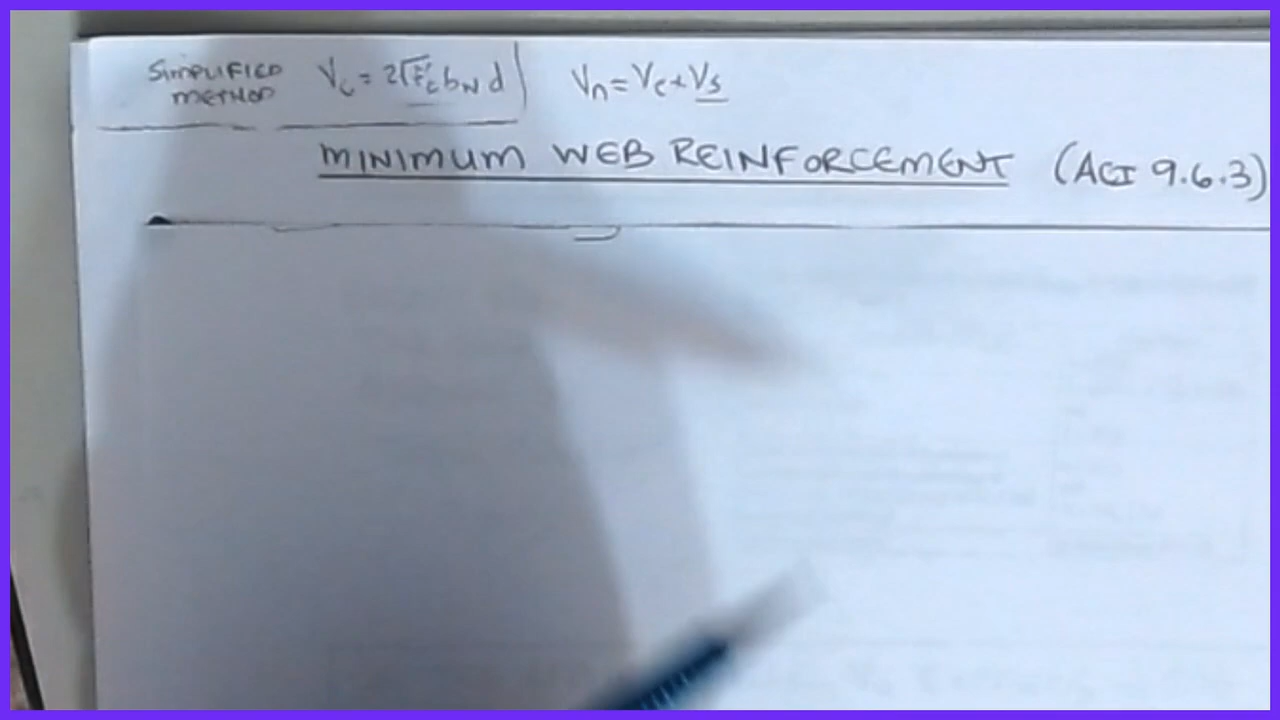 SIMPLIFIED METHOD
Vc = 2√f'c bw d
Vn = Vc + Vs
MINIMUM WEB REINFORCEMENT (ACI 9.6.3)